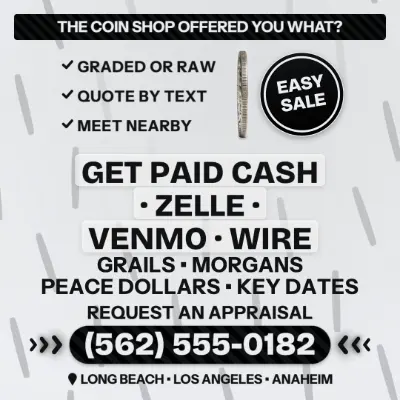 THE COIN SHOP OFFERED YOU WHAT?
✓ GRADED OR RAW
✓ QUOTE BY TEXT
✓ MEET NEARBY
EASY
SALE
GET PAID CASH
• ZELLE •
VENMO • WIRE
GRAILS • MORGANS
PEACE DOLLARS • KEY DATES
REQUEST AN APPRAISAL
››› (562) 555-0182 ‹‹‹
LONG BEACH • LOS ANGELES • ANAHEIM